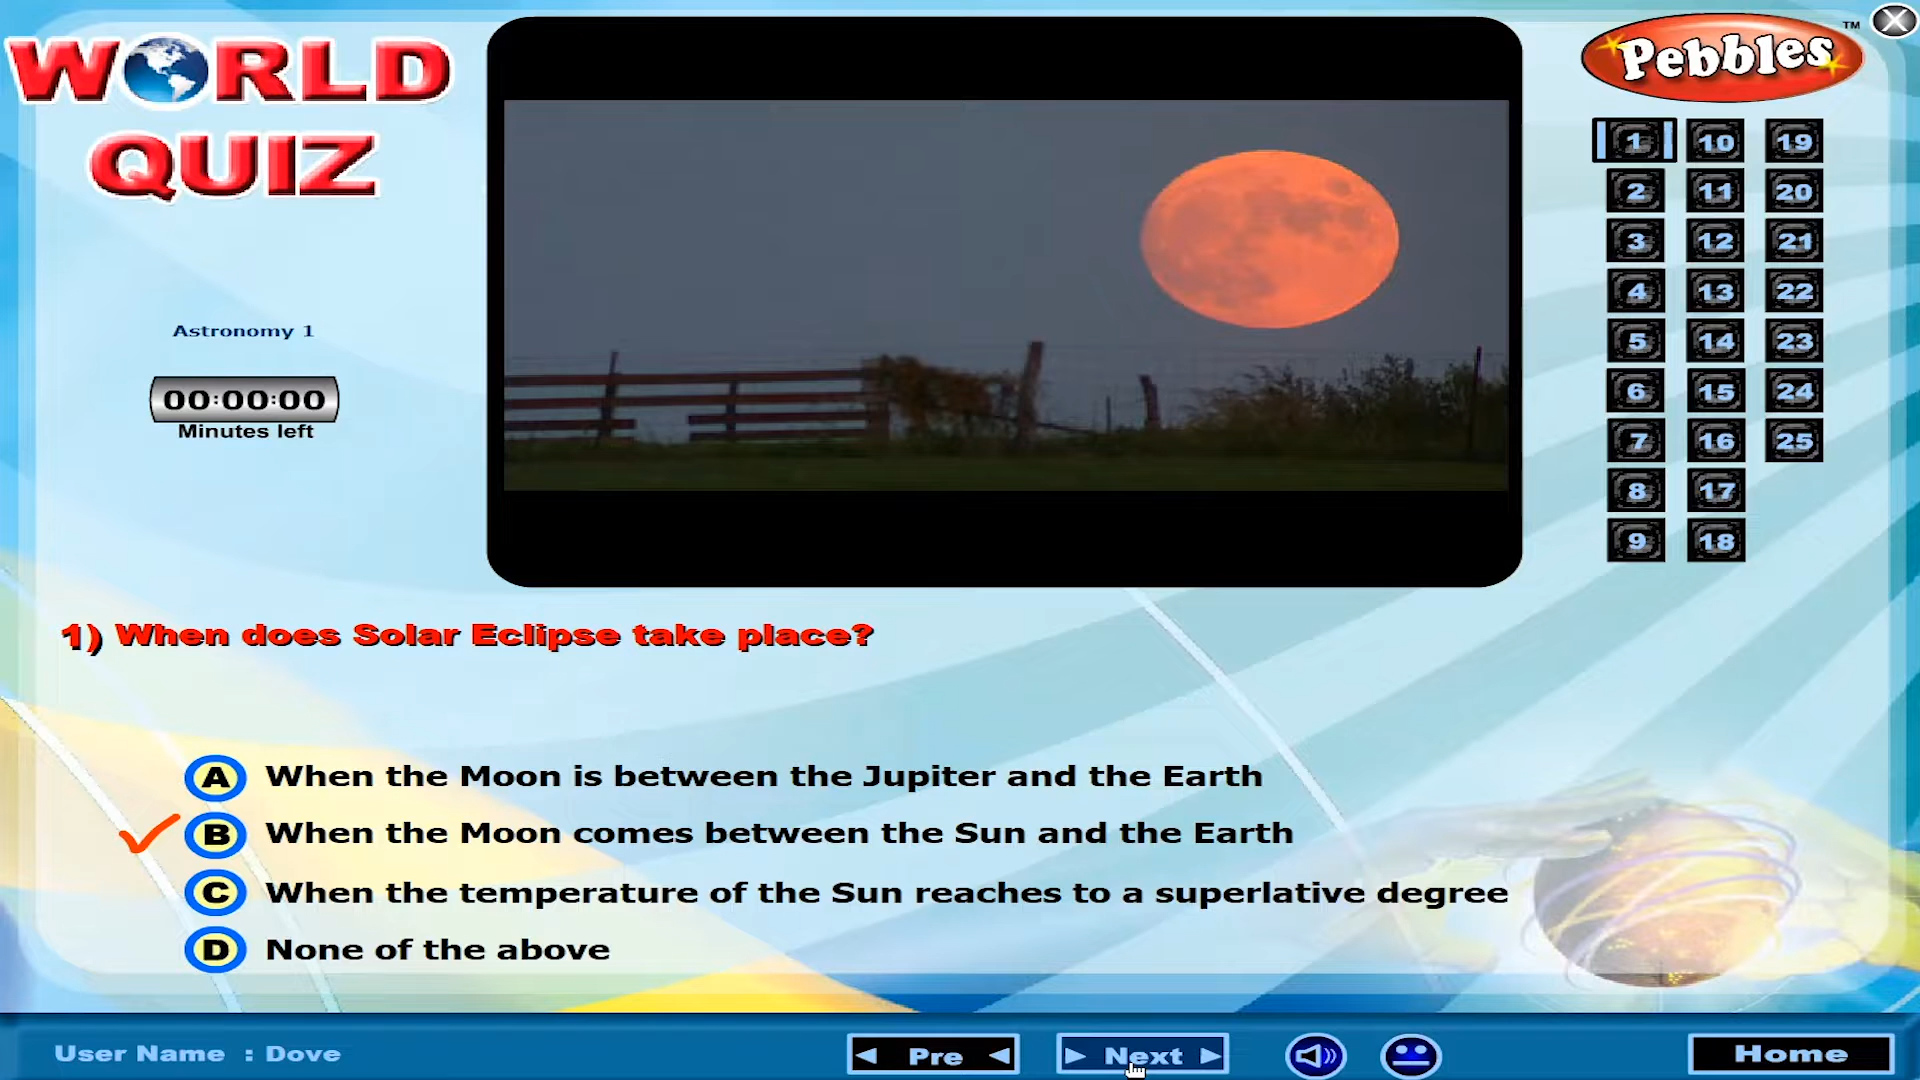 WORLD
QUIZ
Pebbles
TM
1 10 19
2 11 20
3 12 21
4 13 22
5 14 23
6 15 24
7 16 25
8 17
9 18
Astronomy 1
00:00:00
Minutes left
1) When does Solar Eclipse take place?
A When the Moon is between the Jupiter and the Earth
B When the Moon comes between the Sun and the Earth
C When the temperature of the Sun reaches to a superlative degree
D None of the above
User Name : Dove
Pre
Next
Home